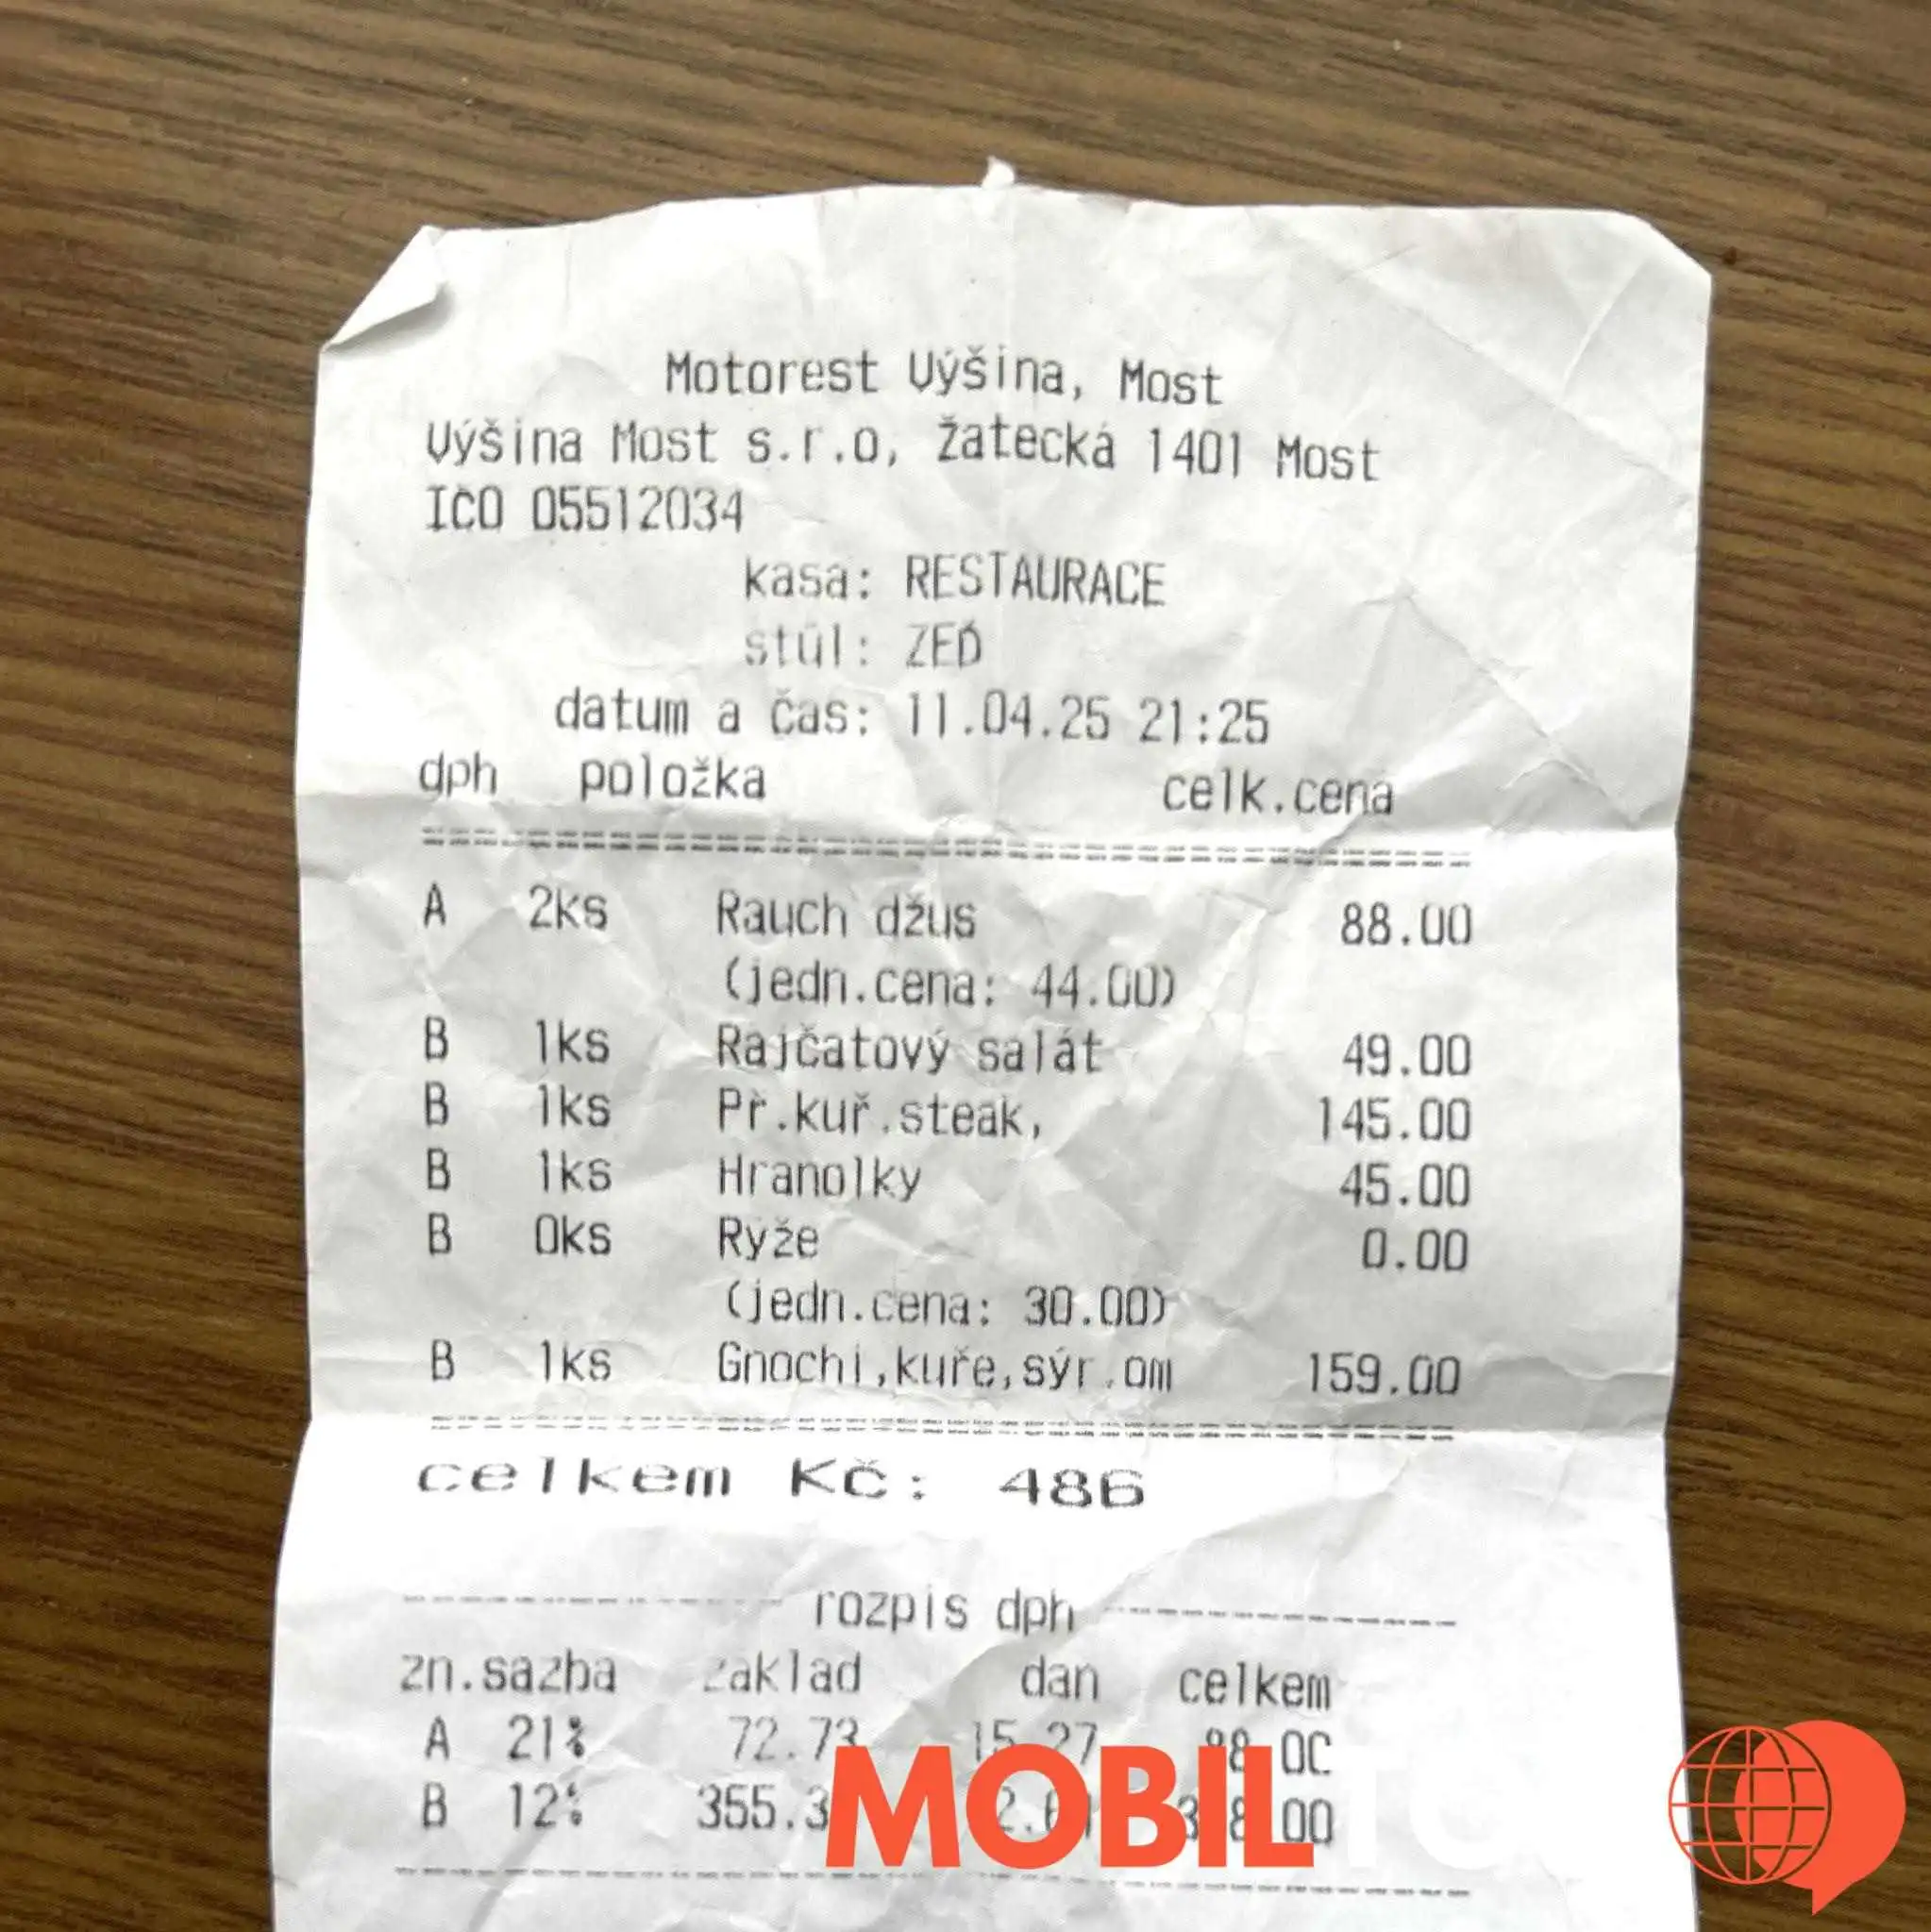 Motorest Výšina, Most
Výšina Most s.r.o, Žatecká 1401 Most
IČO 05512034
kasa: RESTAURACE
stůl: ZEĎ
datum a čas: 11.04.25 21:25
dph položka celk.cena
A 2ks Rauch džus 88.00
(jedn.cena: 44.00)
B 1ks Rajčatový salát 49.00
B 1ks Př.kuř.steak, 145.00
B 1ks Hranolky 45.00
B 0ks Rýže 0.00
(jedn.cena: 30.00)
B 1ks Gnochi,kuře,sýr.om 159.00
celkem Kč: 486
rozpis dph
zn.sazba základ daň celkem
A 21% 72.73 15.27 88.00
B 12%
MOBIL